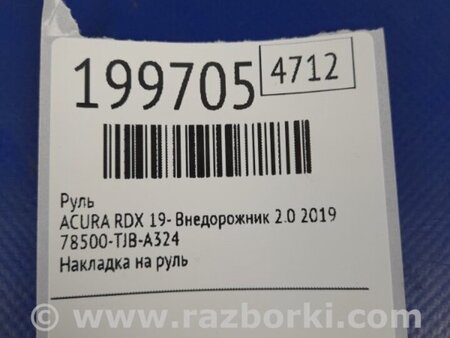 199705 4712
Руль
ACURA RDX 19- Внедорожник 2.0 2019
78500-TJB-A324
Накладка на руль
www.razborki.com